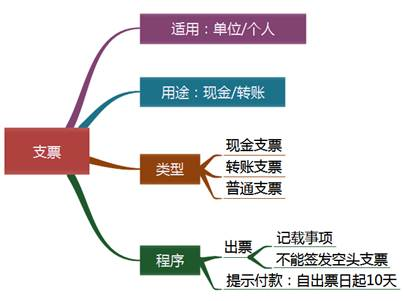 适用：单位/个人
用途：现金/转账
支票
类型
现金支票
转账支票
普通支票
程序
出票
记载事项
不能签发空头支票
提示付款：自出票日起10天